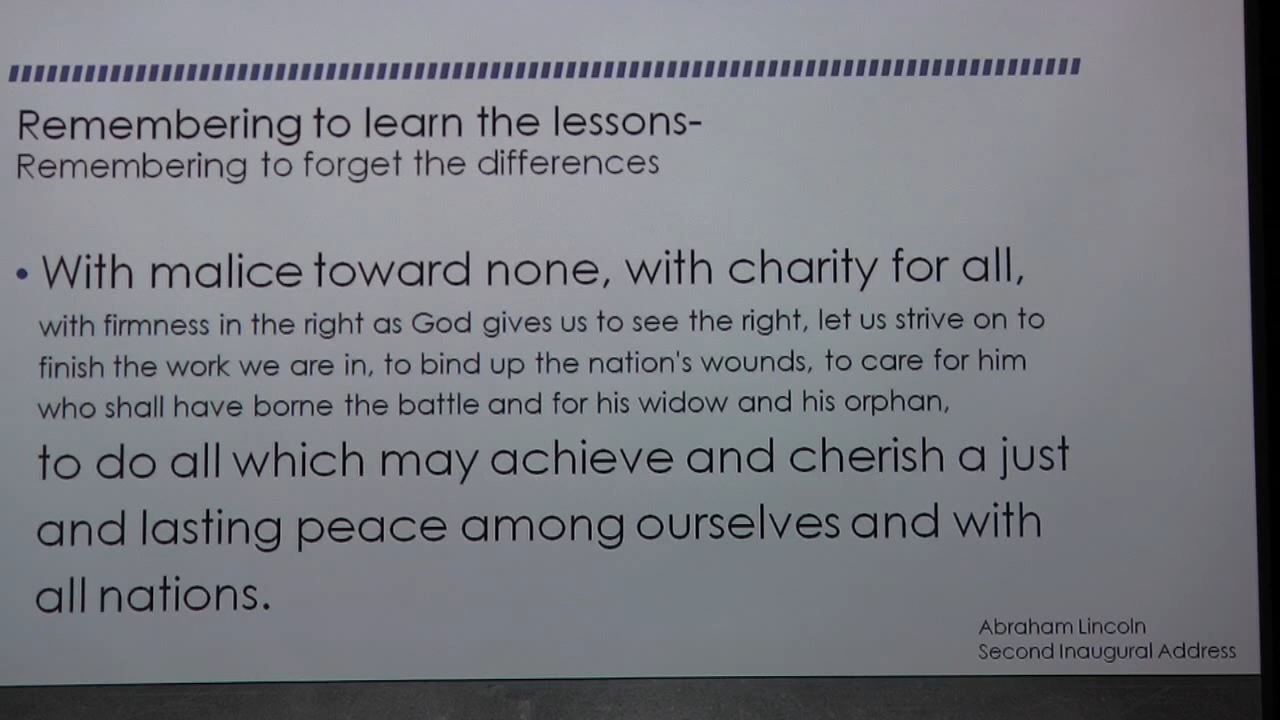 Remembering to learn the lessons-
Remembering to forget the differences
• With malice toward none, with charity for all,
with firmness in the right as God gives us to see the right, let us strive on to
finish the work we are in, to bind up the nation's wounds, to care for him
who shall have borne the battle and for his widow and his orphan,
to do all which may achieve and cherish a just
and lasting peace among ourselves and with
all nations.
Abraham Lincoln
Second Inaugural Address